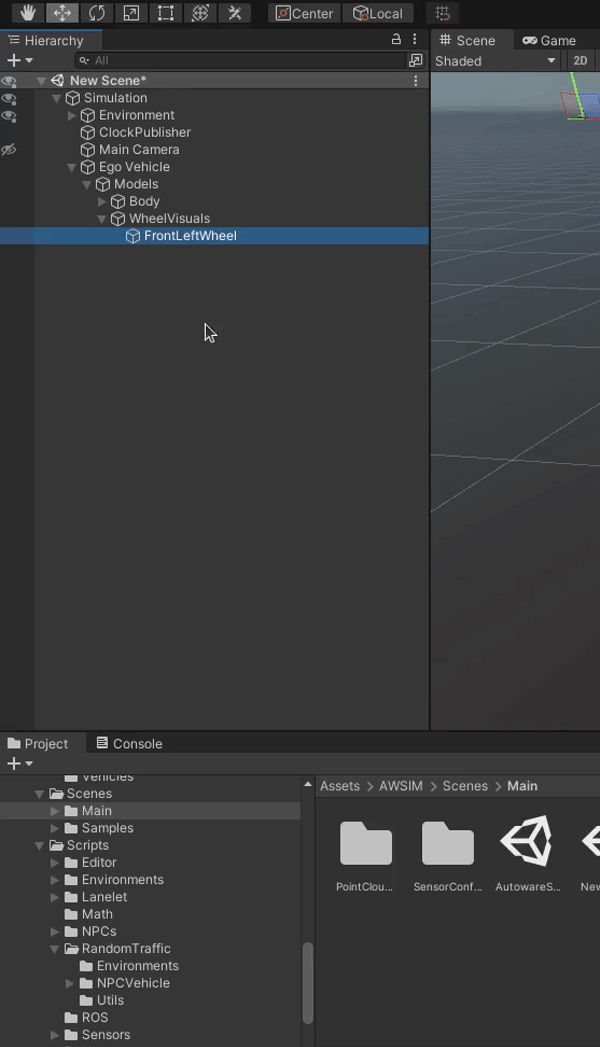 Center Local
Hierarchy Scene Game
All Shaded 2D
New Scene*
Simulation
Environment
ClockPublisher
Main Camera
Ego Vehicle
Models
Body
WheelVisuals
FrontLeftWheel
Project Console
Vehicles
Assets > AWSIM > Scenes > Main
Scenes
Main
Samples
Scripts
Editor
Environments
PointClou... SensorConf... AutowareS... New
Lanelet
Math
NPCs
RandomTraffic
Environments
NPCVehicle
Utils
ROS
Sensors